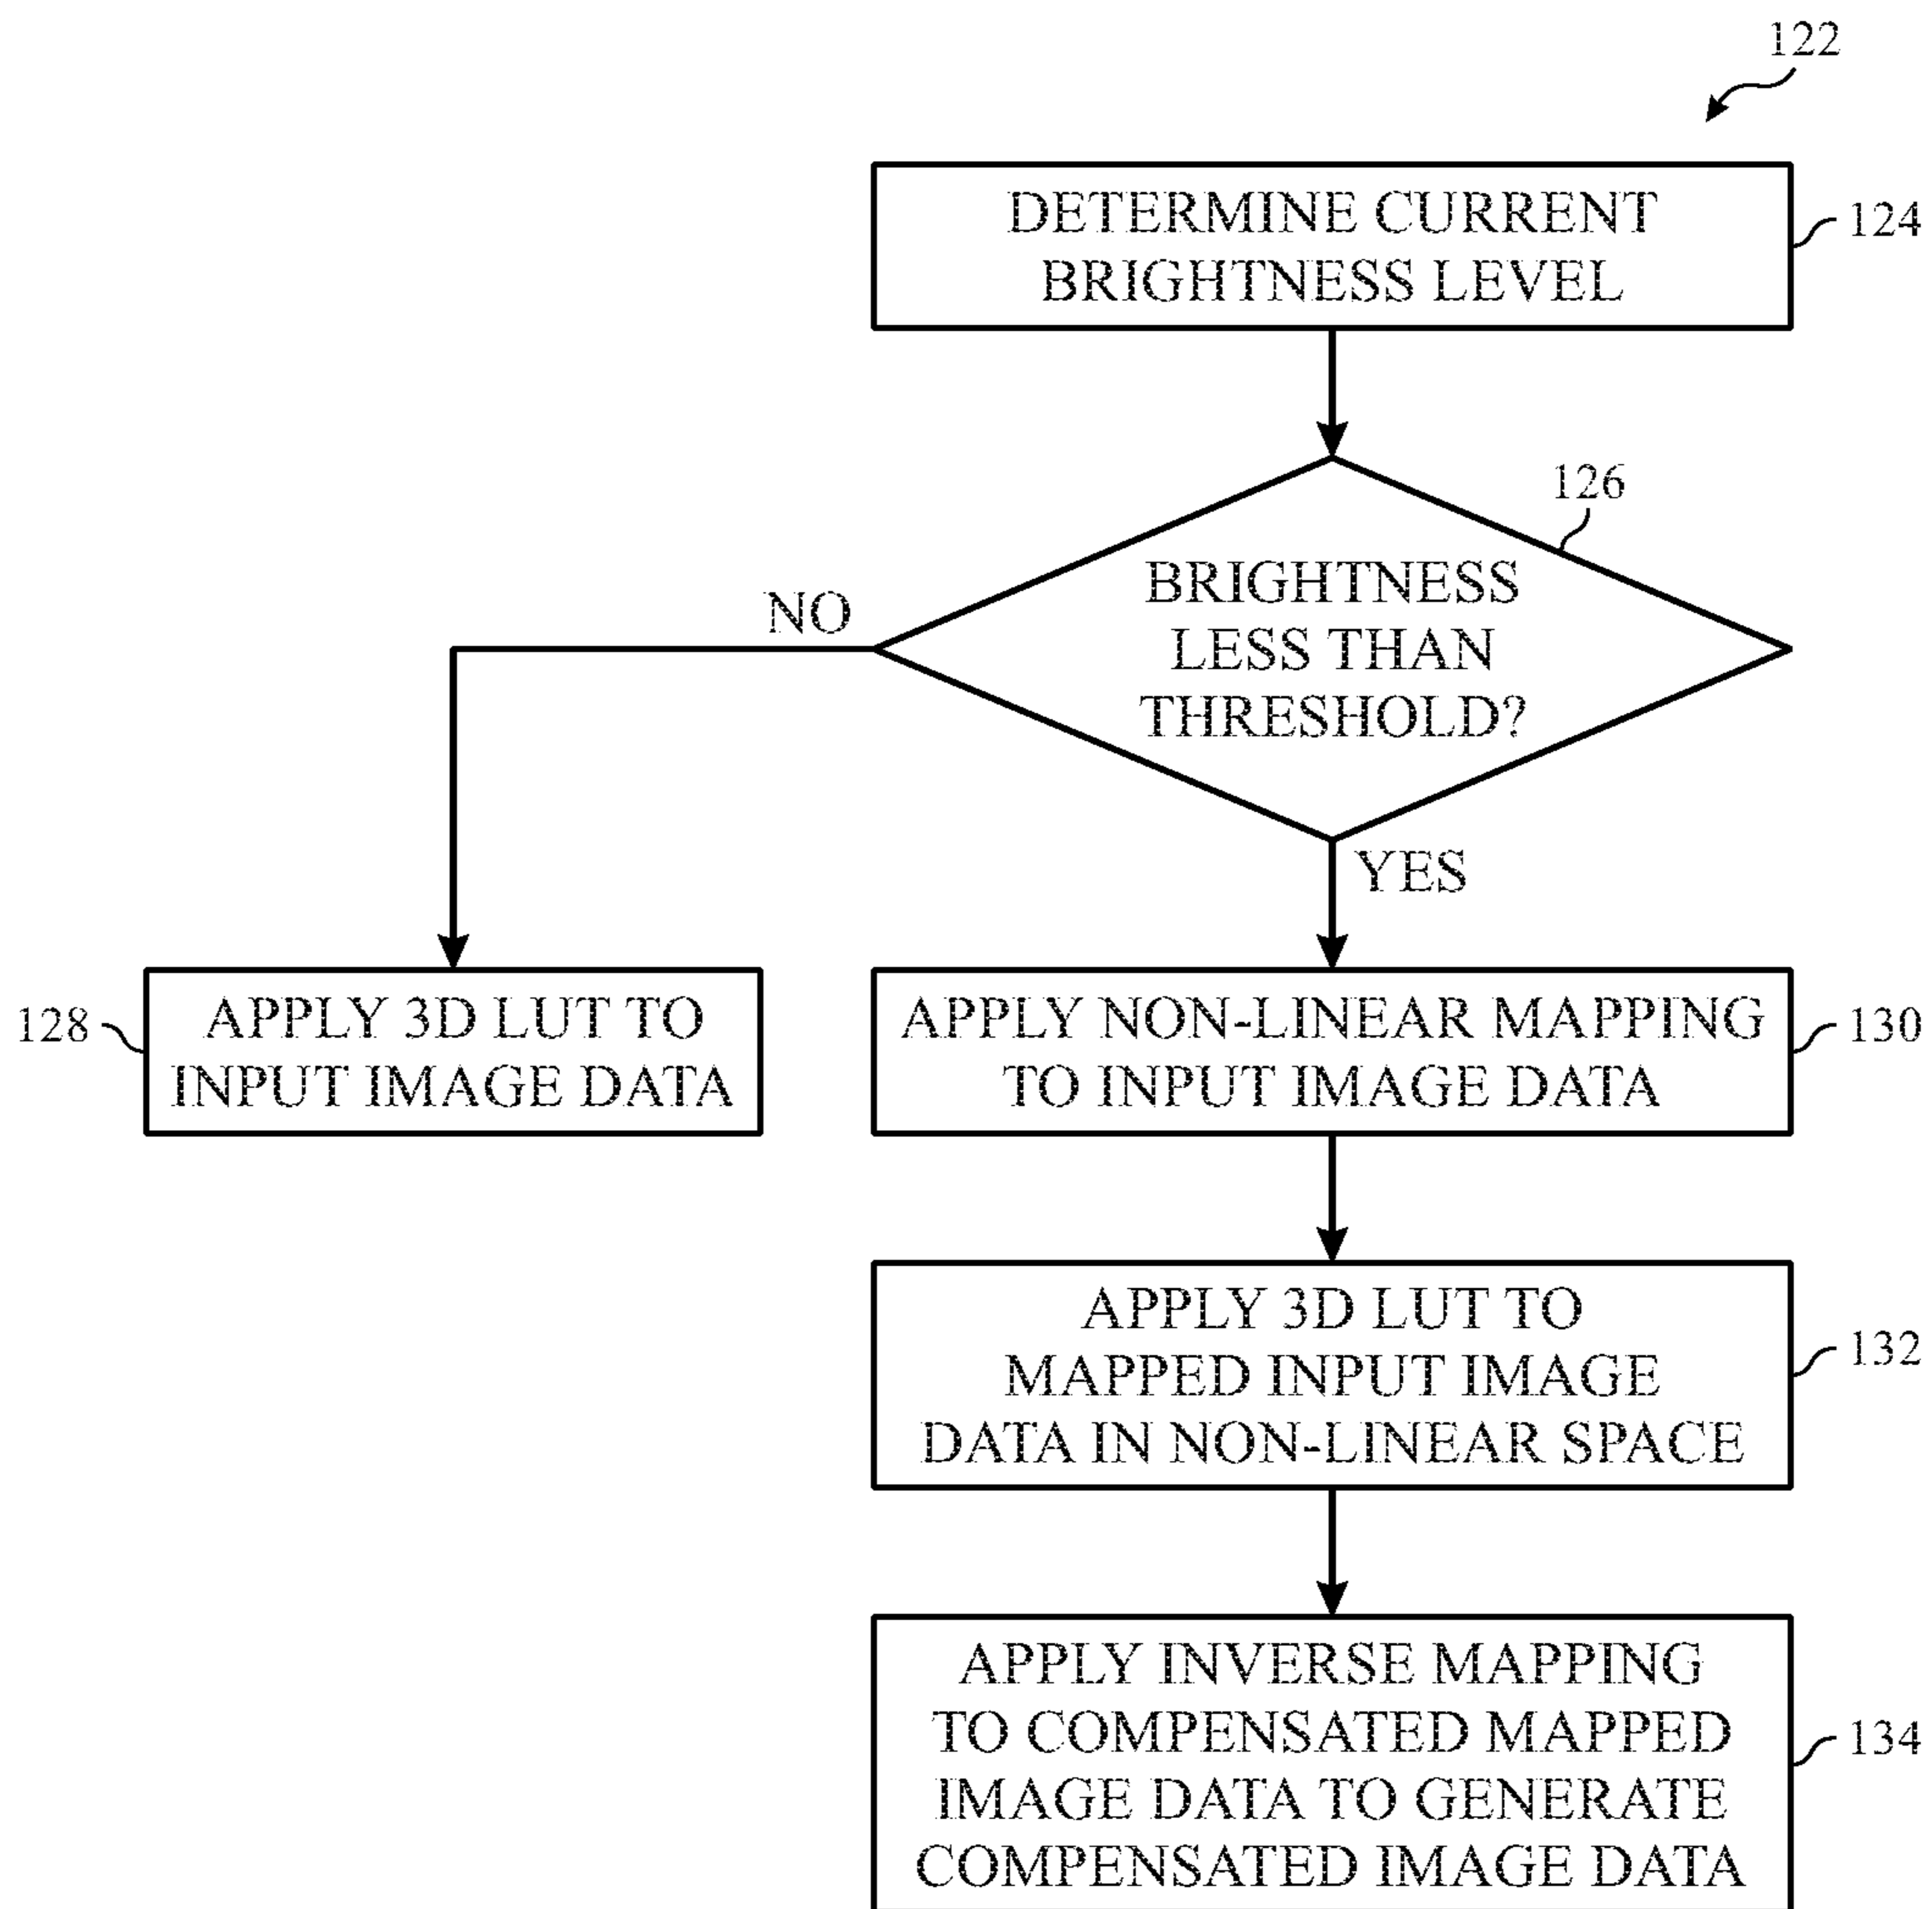 122
DETERMINE CURRENT
BRIGHTNESS LEVEL
124
126
BRIGHTNESS
LESS THAN
THRESHOLD?
NO
YES
128
APPLY 3D LUT TO
INPUT IMAGE DATA
APPLY NON-LINEAR MAPPING
TO INPUT IMAGE DATA
130
APPLY 3D LUT TO
MAPPED INPUT IMAGE
DATA IN NON-LINEAR SPACE
132
APPLY INVERSE MAPPING
TO COMPENSATED MAPPED
IMAGE DATA TO GENERATE
COMPENSATED IMAGE DATA
134